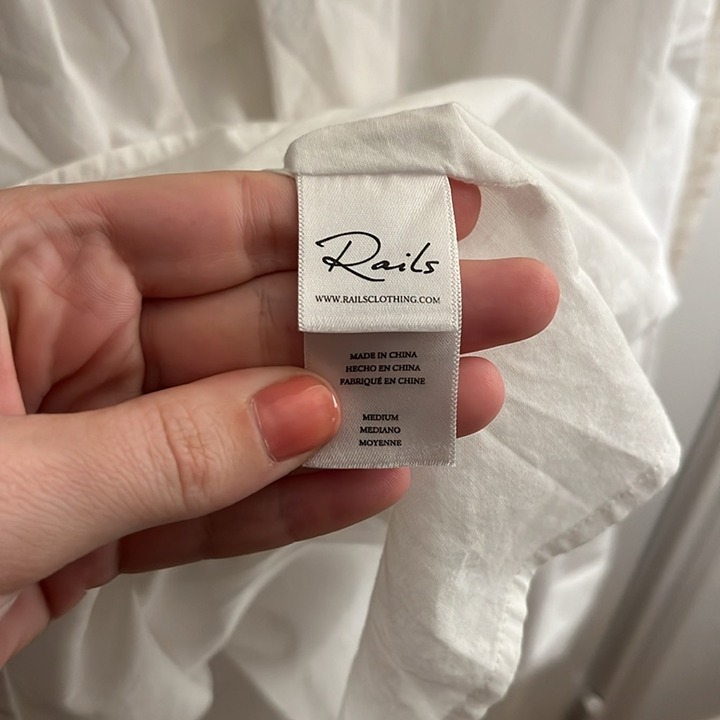 Rails
WWW.RAILSCLOTHING.COM
MADE IN CHINA
HECHO EN CHINA
FABRIQUÉ EN CHINE
MEDIUM
MEDIANO
MOYENNE